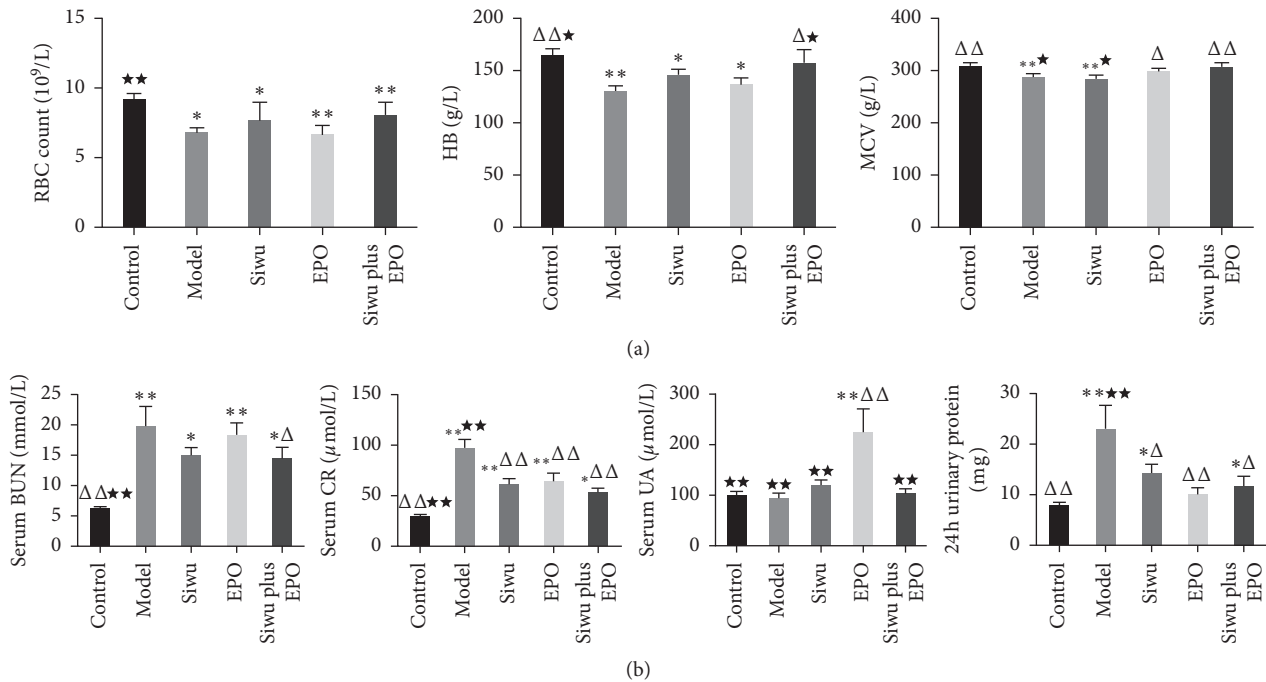 RBC count (10⁹/L)
15
10
5
0
★★
*
*
**
**
Control
Model
Siwu
EPO
Siwu plus
EPO
HB (g/L)
200
150
100
50
0
ΔΔ★
**
*
*
Δ★
Control
Model
Siwu
EPO
Siwu plus
EPO
MCV (g/L)
400
300
200
100
0
ΔΔ
**★
**★
Δ
ΔΔ
Control
Model
Siwu
EPO
Siwu plus
EPO
(a)
Serum BUN (mmol/L)
25
20
15
10
5
0
ΔΔ★★
**
*
**
*Δ
Control
Model
Siwu
EPO
Siwu plus
EPO
Serum CR (μmol/L)
150
100
50
0
ΔΔ★★
**★★
**ΔΔ
**ΔΔ
*ΔΔ
Control
Model
Siwu
EPO
Siwu plus
EPO
Serum UA (μmol/L)
300
200
100
0
★★
★★
★★
**ΔΔ
★★
Control
Model
Siwu
EPO
Siwu plus
EPO
24h urinary protein
(mg)
30
20
10
0
ΔΔ
**★★
*Δ
ΔΔ
*Δ
Control
Model
Siwu
EPO
Siwu plus
EPO
(b)